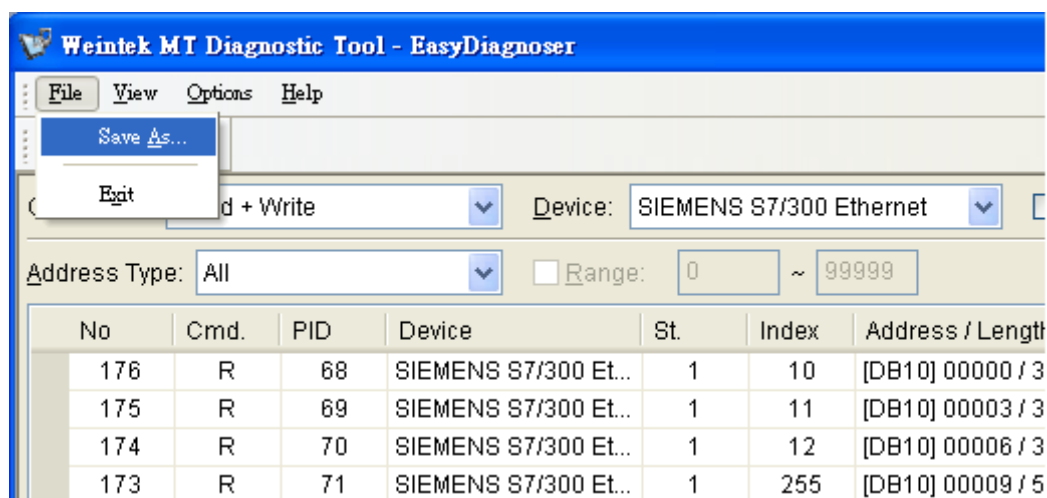 Weintek MT Diagnostic Tool - EasyDiagnoser
File View Options Help
Save As...
Exit
d + Write Device: SIEMENS S7/300 Ethernet
Address Type: All Range: 0 ~ 99999
No Cmd. PID Device St. Index Address / Length
176 R 68 SIEMENS S7/300 Et... 1 10 [DB10] 00000 / 3
175 R 69 SIEMENS S7/300 Et... 1 11 [DB10] 00003 / 3
174 R 70 SIEMENS S7/300 Et... 1 12 [DB10] 00006 / 3
173 R 71 SIEMENS S7/300 Et... 1 255 [DB10] 00009 / 5